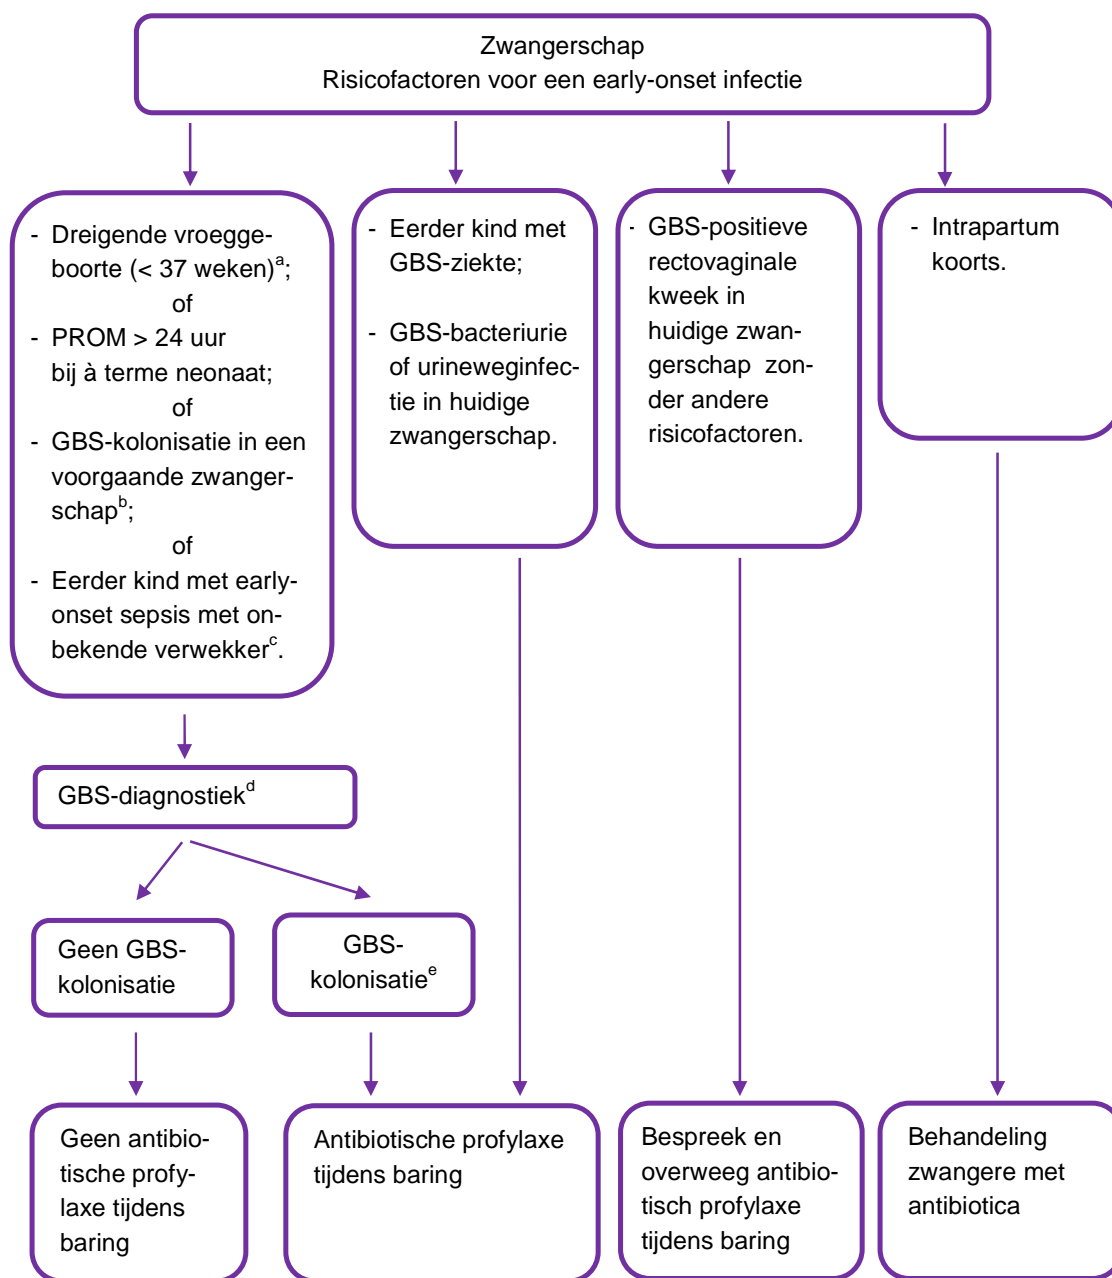 Zwangerschap
Risicofactoren voor een early-onset infectie
- Dreigende vroegge-
boorte (< 37 weken)ᵃ;
of
- PROM > 24 uur
bij à terme neonaat;
of
- GBS-kolonisatie in een
voorgaande zwanger-
schapᵇ;
of
- Eerder kind met early-
onset sepsis met on-
bekende verwekkerᶜ.
- Eerder kind met
GBS-ziekte;
- GBS-bacteriurie
of urineweginfec-
tie in huidige
zwangerschap.
- GBS-positieve
rectovaginale
kweek in
huidige zwan-
gerschap zon-
der andere
risicofactoren.
- Intrapartum
koorts.
GBS-diagnostiekᵈ
Geen GBS-
kolonisatie
GBS-
kolonisatieᵉ
Geen antibio-
tische profy-
laxe tijdens
baring
Antibiotische profylaxe
tijdens baring
Bespreek en
overweeg antibio-
tisch profylaxe
tijdens baring
Behandeling
zwangere met
antibiotica